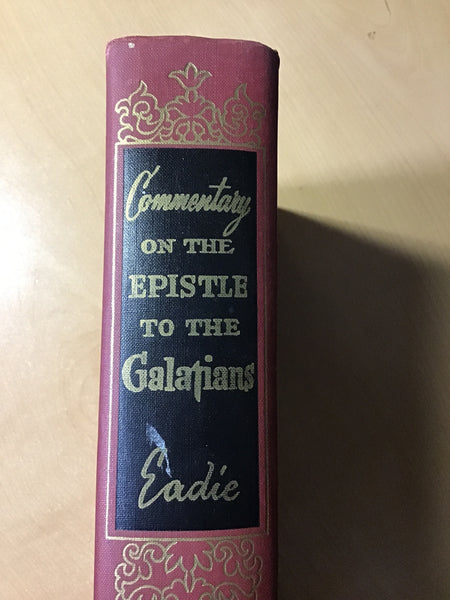 Commentary
ON THE
EPISTLE
TO THE
Galatians
Eadie